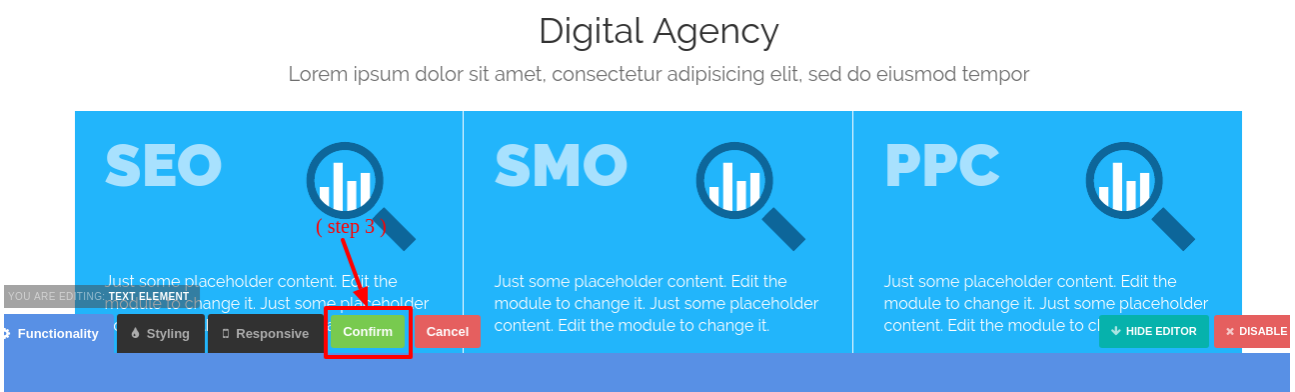 Digital Agency
Lorem ipsum dolor sit amet, consectetur adipisicing elit, sed do eiusmod tempor
SEO
SMO
PPC
( step 3 )
Just some placeholder content. Edit the
module to change it. Just some placeholder
Just some placeholder content. Edit the
module to change it. Just some placeholder
content. Edit the module to change it.
Just some placeholder content. Edit the
module to change it. Just some placeholder
content. Edit the module to
YOU ARE EDITING: TEXT ELEMENT
Functionality
Styling
Responsive
Confirm
Cancel
HIDE EDITOR
DISABLE